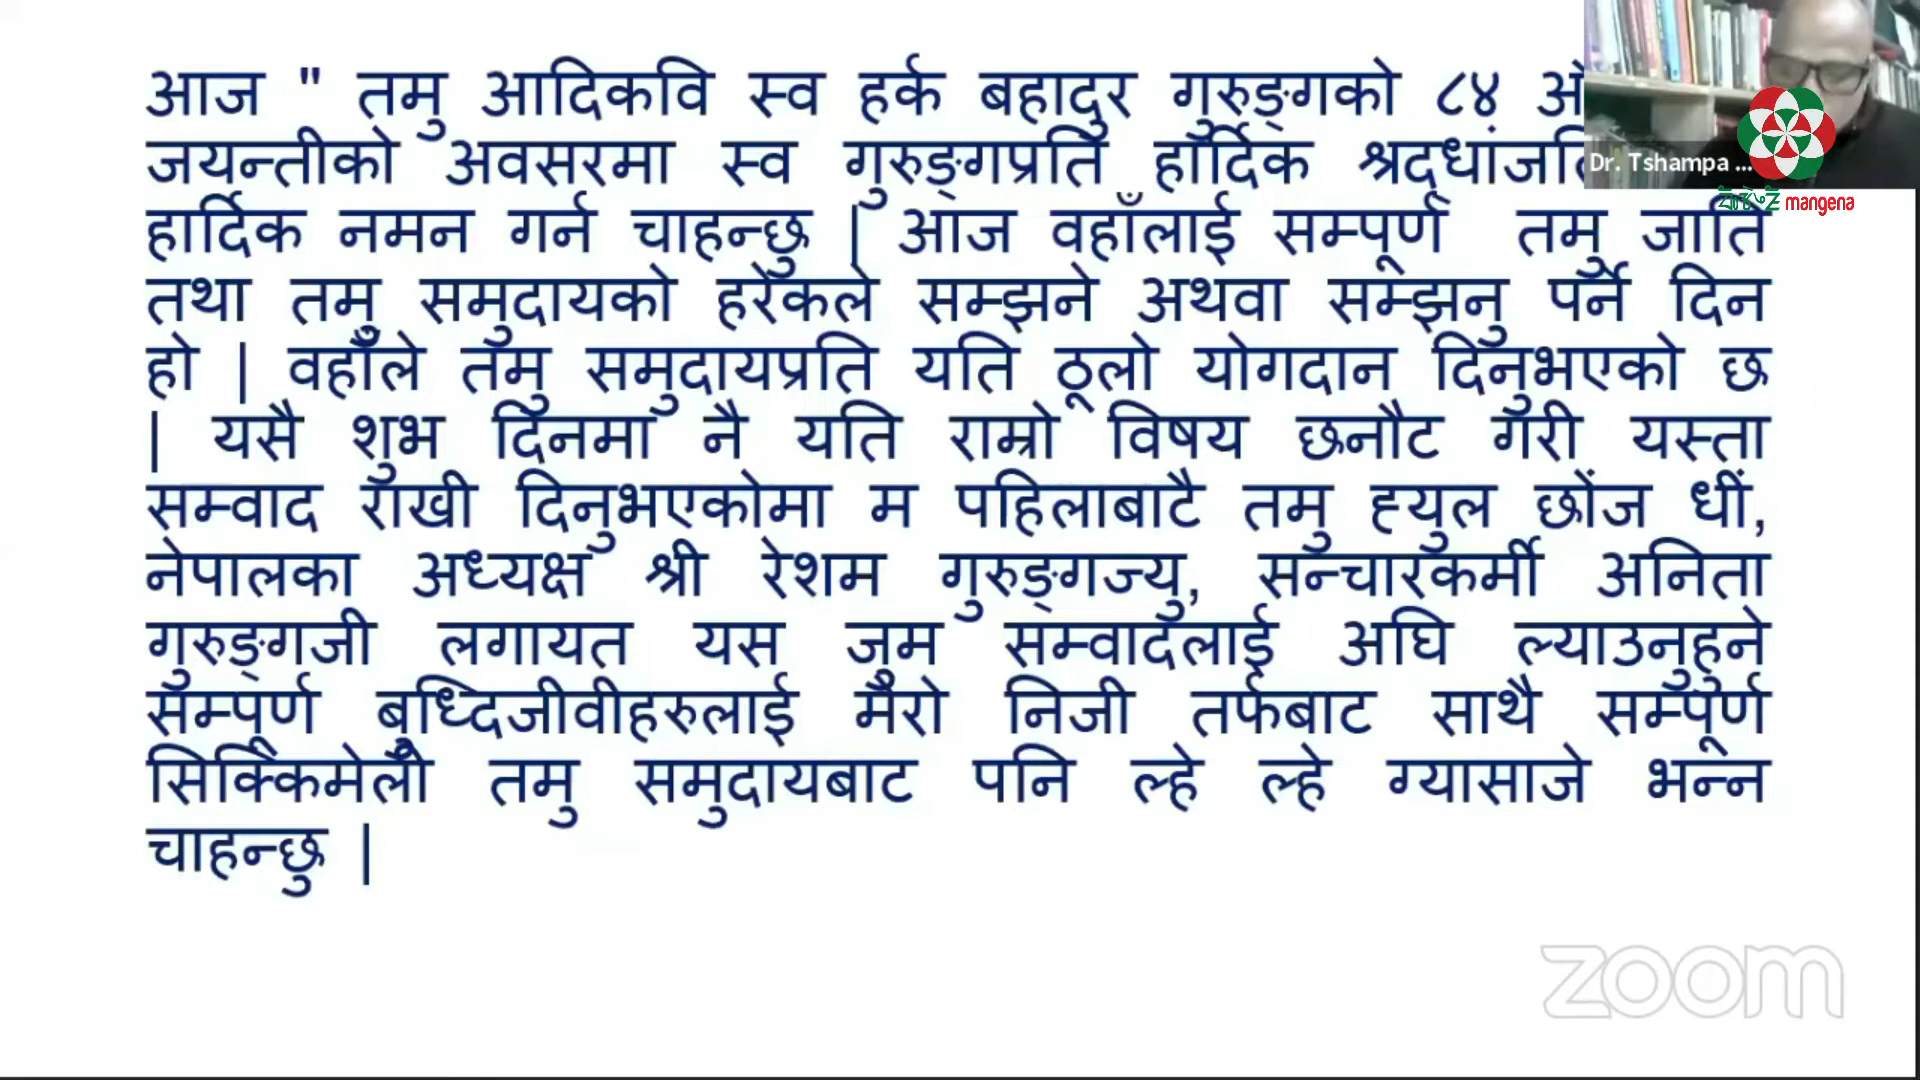 आज " तमु आदिकवि स्व हर्क बहादुर गुरुङ्गको ८४ औ
जयन्तीको अवसरमा स्व गुरुङ्गप्रति हार्दिक
हार्दिक नमन गर्न चाहन्छु | आज वहाँलाई सम्पूर्ण तमु जाति
तथा तमु समुदायको हरेकले सम्झने अथवा सम्झनु पर्ने दिन
हो | वहाँले तमु समुदायप्रति यति ठूलो योगदान दिनुभएको छ
| यसै शुभ दिनमा नै यति राम्रो विषय छनौट गरी यस्ता
सम्वाद राखी दिनुभएकोमा म पहिलाबाटै तमु ह्युल छोंज धीं,
नेपालका अध्यक्ष श्री रेशम गुरुङ्गज्यु, सन्चारकर्मी अनिता
गुरुङ्गजी लगायत यस जुम सम्वादलाई अघि ल्याउनुहुने
सम्पूर्ण बुध्दिजीवीहरुलाई मेरो निजी तर्फबाट साथै सम्पूर्ण
सिक्किमेली तमु समुदायबाट पनि ल्हे ल्हे ग्यासाजे भन्न
चाहन्छु |
Dr. Tshampa ...
mangena
zoom